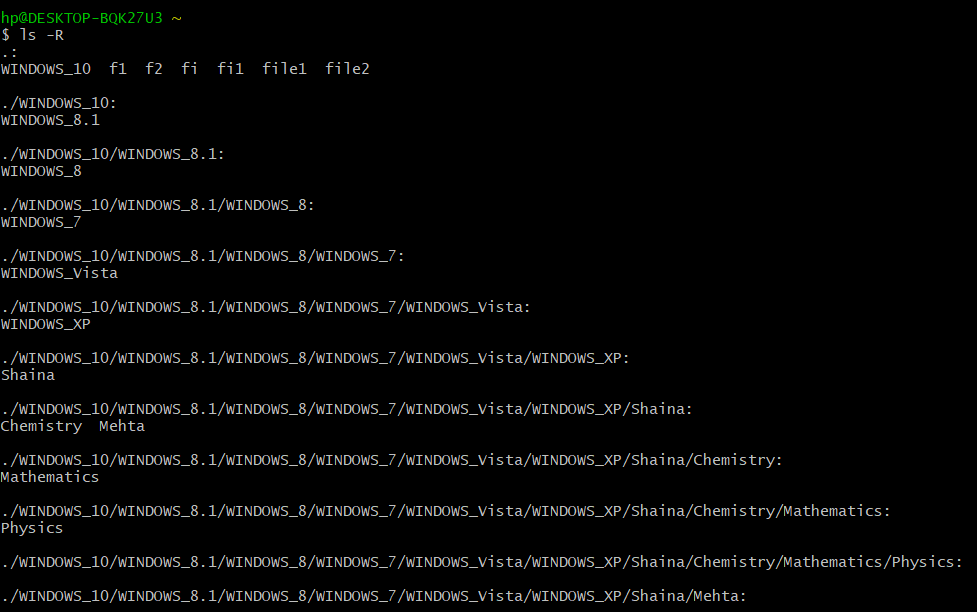 hp@DESKTOP-BQK27U3 ~
$ ls -R
.:
WINDOWS_10  f1  f2  fi  fi1  file1  file2

./WINDOWS_10:
WINDOWS_8.1

./WINDOWS_10/WINDOWS_8.1:
WINDOWS_8

./WINDOWS_10/WINDOWS_8.1/WINDOWS_8:
WINDOWS_7

./WINDOWS_10/WINDOWS_8.1/WINDOWS_8/WINDOWS_7:
WINDOWS_Vista

./WINDOWS_10/WINDOWS_8.1/WINDOWS_8/WINDOWS_7/WINDOWS_Vista:
WINDOWS_XP

./WINDOWS_10/WINDOWS_8.1/WINDOWS_8/WINDOWS_7/WINDOWS_Vista/WINDOWS_XP:
Shaina

./WINDOWS_10/WINDOWS_8.1/WINDOWS_8/WINDOWS_7/WINDOWS_Vista/WINDOWS_XP/Shaina:
Chemistry  Mehta

./WINDOWS_10/WINDOWS_8.1/WINDOWS_8/WINDOWS_7/WINDOWS_Vista/WINDOWS_XP/Shaina/Chemistry:
Mathematics

./WINDOWS_10/WINDOWS_8.1/WINDOWS_8/WINDOWS_7/WINDOWS_Vista/WINDOWS_XP/Shaina/Chemistry/Mathematics:
Physics

./WINDOWS_10/WINDOWS_8.1/WINDOWS_8/WINDOWS_7/WINDOWS_Vista/WINDOWS_XP/Shaina/Chemistry/Mathematics/Physics:

./WINDOWS_10/WINDOWS_8.1/WINDOWS_8/WINDOWS_7/WINDOWS_Vista/WINDOWS_XP/Shaina/Mehta: